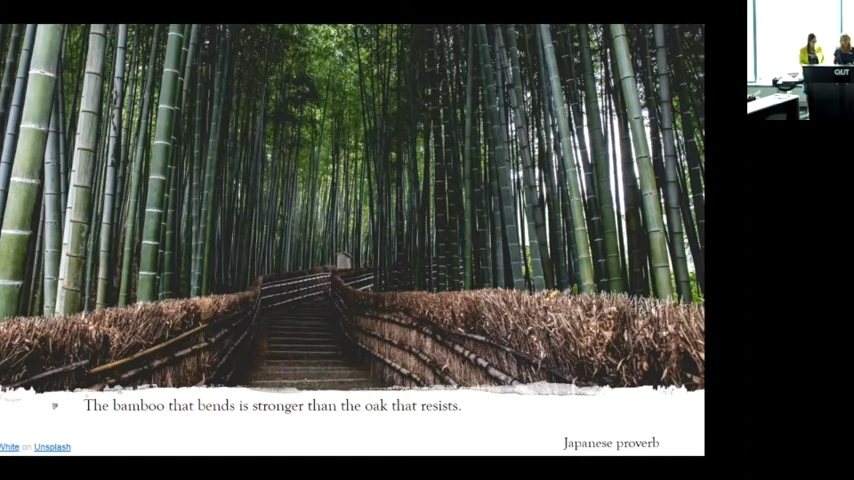 QUT
The bamboo that bends is stronger than the oak that resists.
Japanese proverb
White on Unsplash